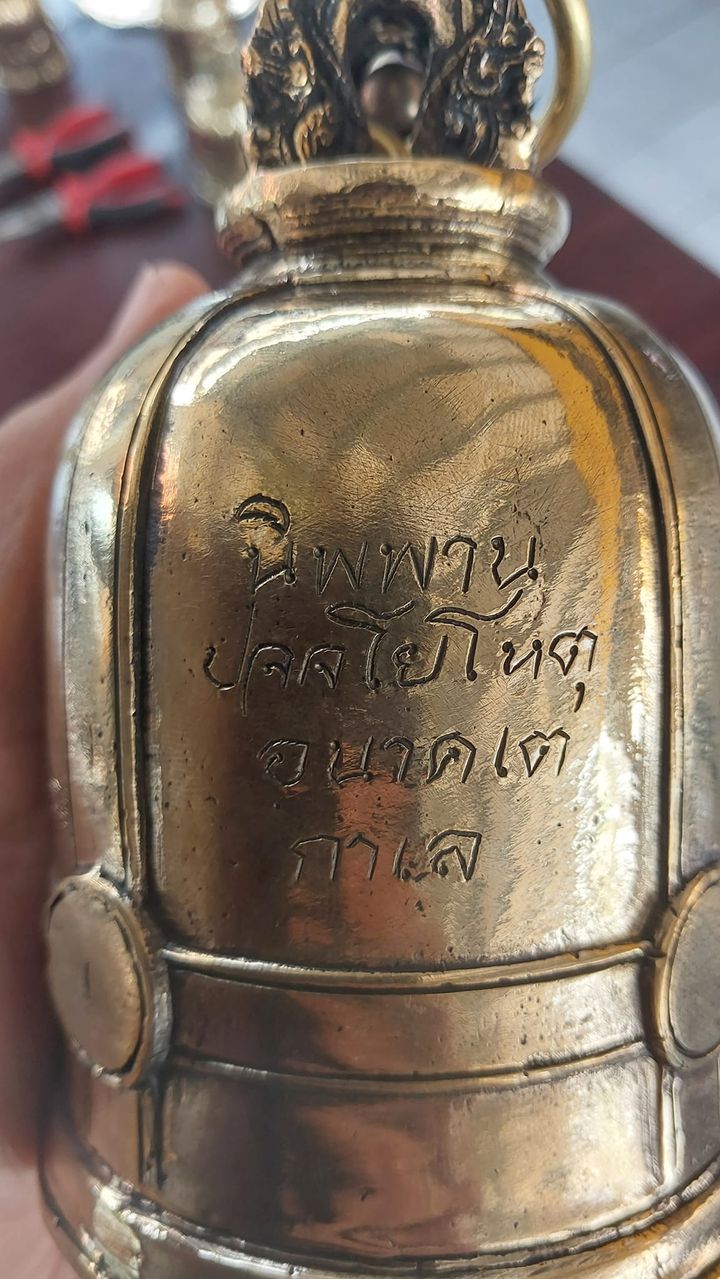 นิพพาน
ปจจโยโหตุ
อนาคเต
กาเล